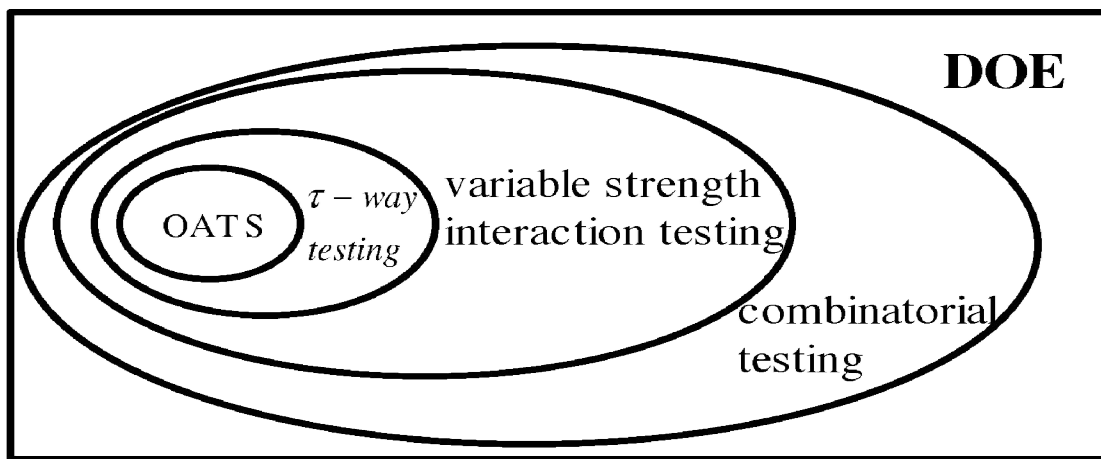 DOE
OATS
τ – way
testing
variable strength
interaction testing
combinatorial
testing